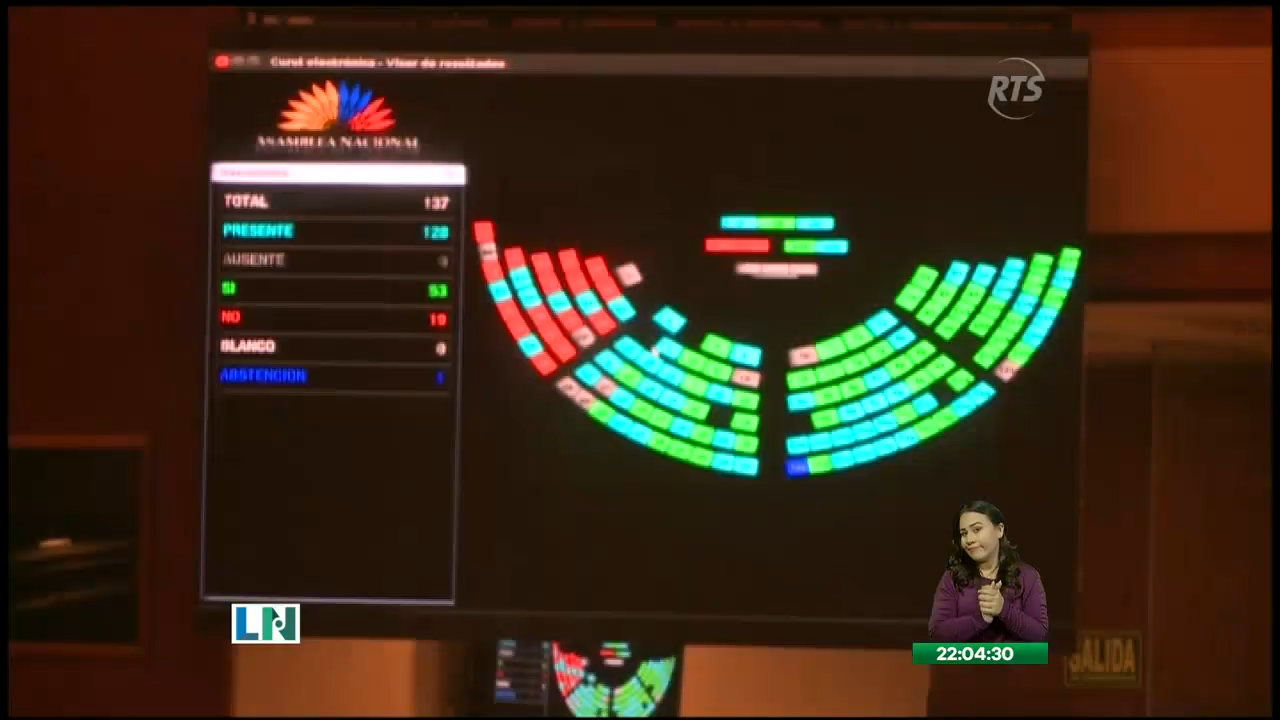 Curul electrónica - Visor de resultados
RTS
ASAMBLEA NACIONAL
TOTAL 137
PRESENTE 128
AUSENTE
SI 53
NO 19
BLANCO 0
ABSTENCION 1
LN
22:04:30
SALIDA